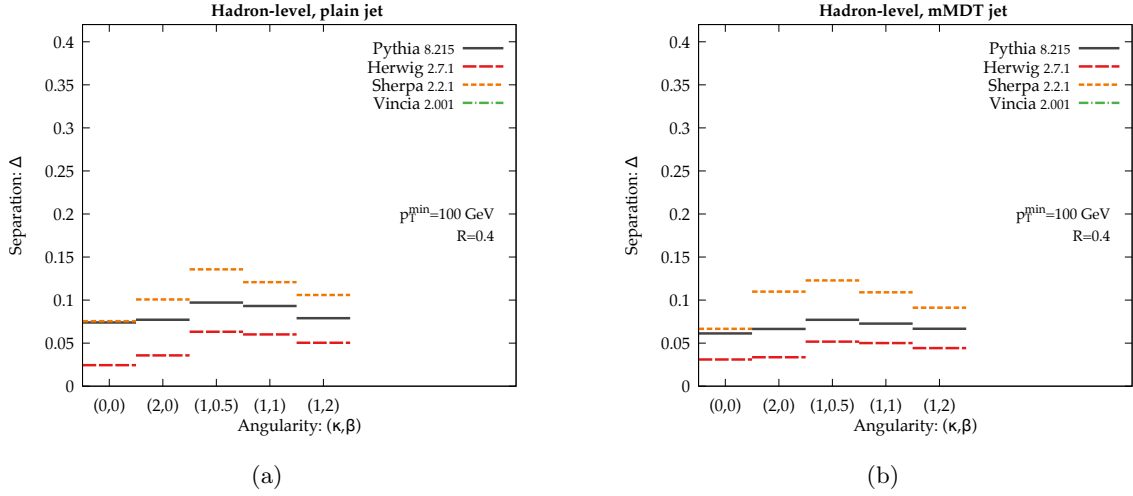 Hadron-level, plain jet
0.4
0.35
0.3
0.25
0.2
0.15
0.1
0.05
0
Separation: Δ
Pythia 8.215
Herwig 2.7.1
Sherpa 2.2.1
Vincia 2.001
p_T^min=100 GeV
R=0.4
(0,0) (2,0) (1,0.5) (1,1) (1,2)
Angularity: (κ,β)
(a)
Hadron-level, mMDT jet
0.4
0.35
0.3
0.25
0.2
0.15
0.1
0.05
0
Separation: Δ
Pythia 8.215
Herwig 2.7.1
Sherpa 2.2.1
Vincia 2.001
p_T^min=100 GeV
R=0.4
(0,0) (2,0) (1,0.5) (1,1) (1,2)
Angularity: (κ,β)
(b)